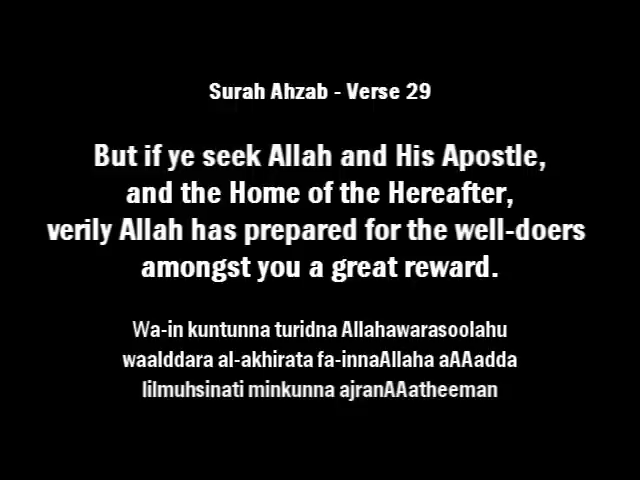 Surah Ahzab - Verse 29
But if ye seek Allah and His Apostle,
and the Home of the Hereafter,
verily Allah has prepared for the well-doers
amongst you a great reward.
Wa-in kuntunna turidna Allahawarasoolahu
waalddara al-akhirata fa-innaAllaha aAAadda
lilmuhsinati minkunna ajranAAatheeman